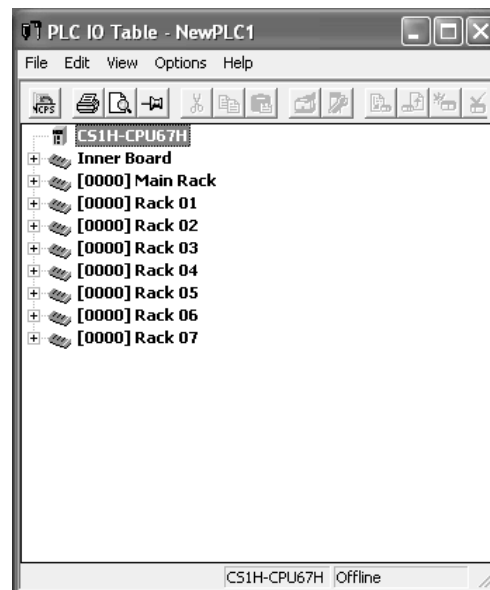 PLC IO Table - NewPLC1
File Edit View Options Help
CPS
CS1H-CPU67H
Inner Board
[0000] Main Rack
[0000] Rack 01
[0000] Rack 02
[0000] Rack 03
[0000] Rack 04
[0000] Rack 05
[0000] Rack 06
[0000] Rack 07
CS1H-CPU67H Offline